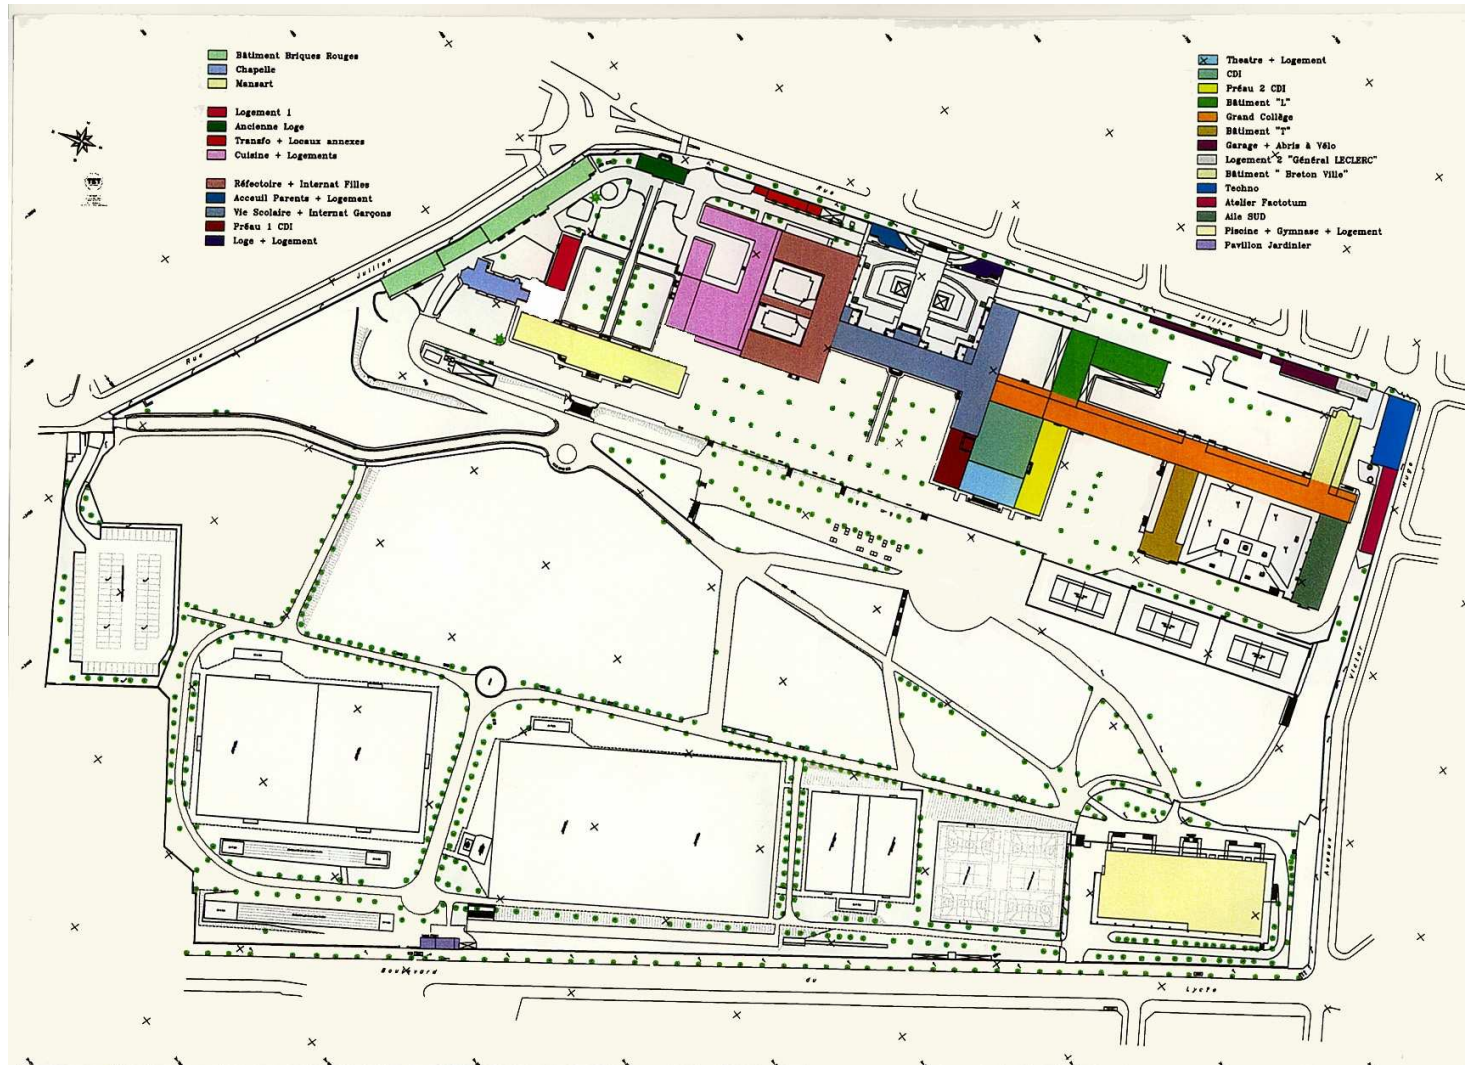 Bâtiment Briques Rouges
Chapelle
Mansart
Logement 1
Ancienne Loge
Transfo + Locaux annexes
Cuisine + Logements
Réfectoire + Internat Filles
Acceuil Parents + Logement
Vie Scolaire + Internat Garçons
Préau 1 CDI
Loge + Logement
Theatre + Logement
CDI
Préau 2 CDI
Bâtiment "L"
Grand Collège
Bâtiment "T"
Garage + Abris à Vélo
Logement 2 "Général LECLERC"
Bâtiment " Breton Ville"
Techno
Atelier Factotum
Aile SUD
Piscine + Gymnase + Logement
Pavillon Jardinier
Rue
Jullien
Rue
Jullien
Hugo
Victor
Avenue
Boulevard
du
Lycée